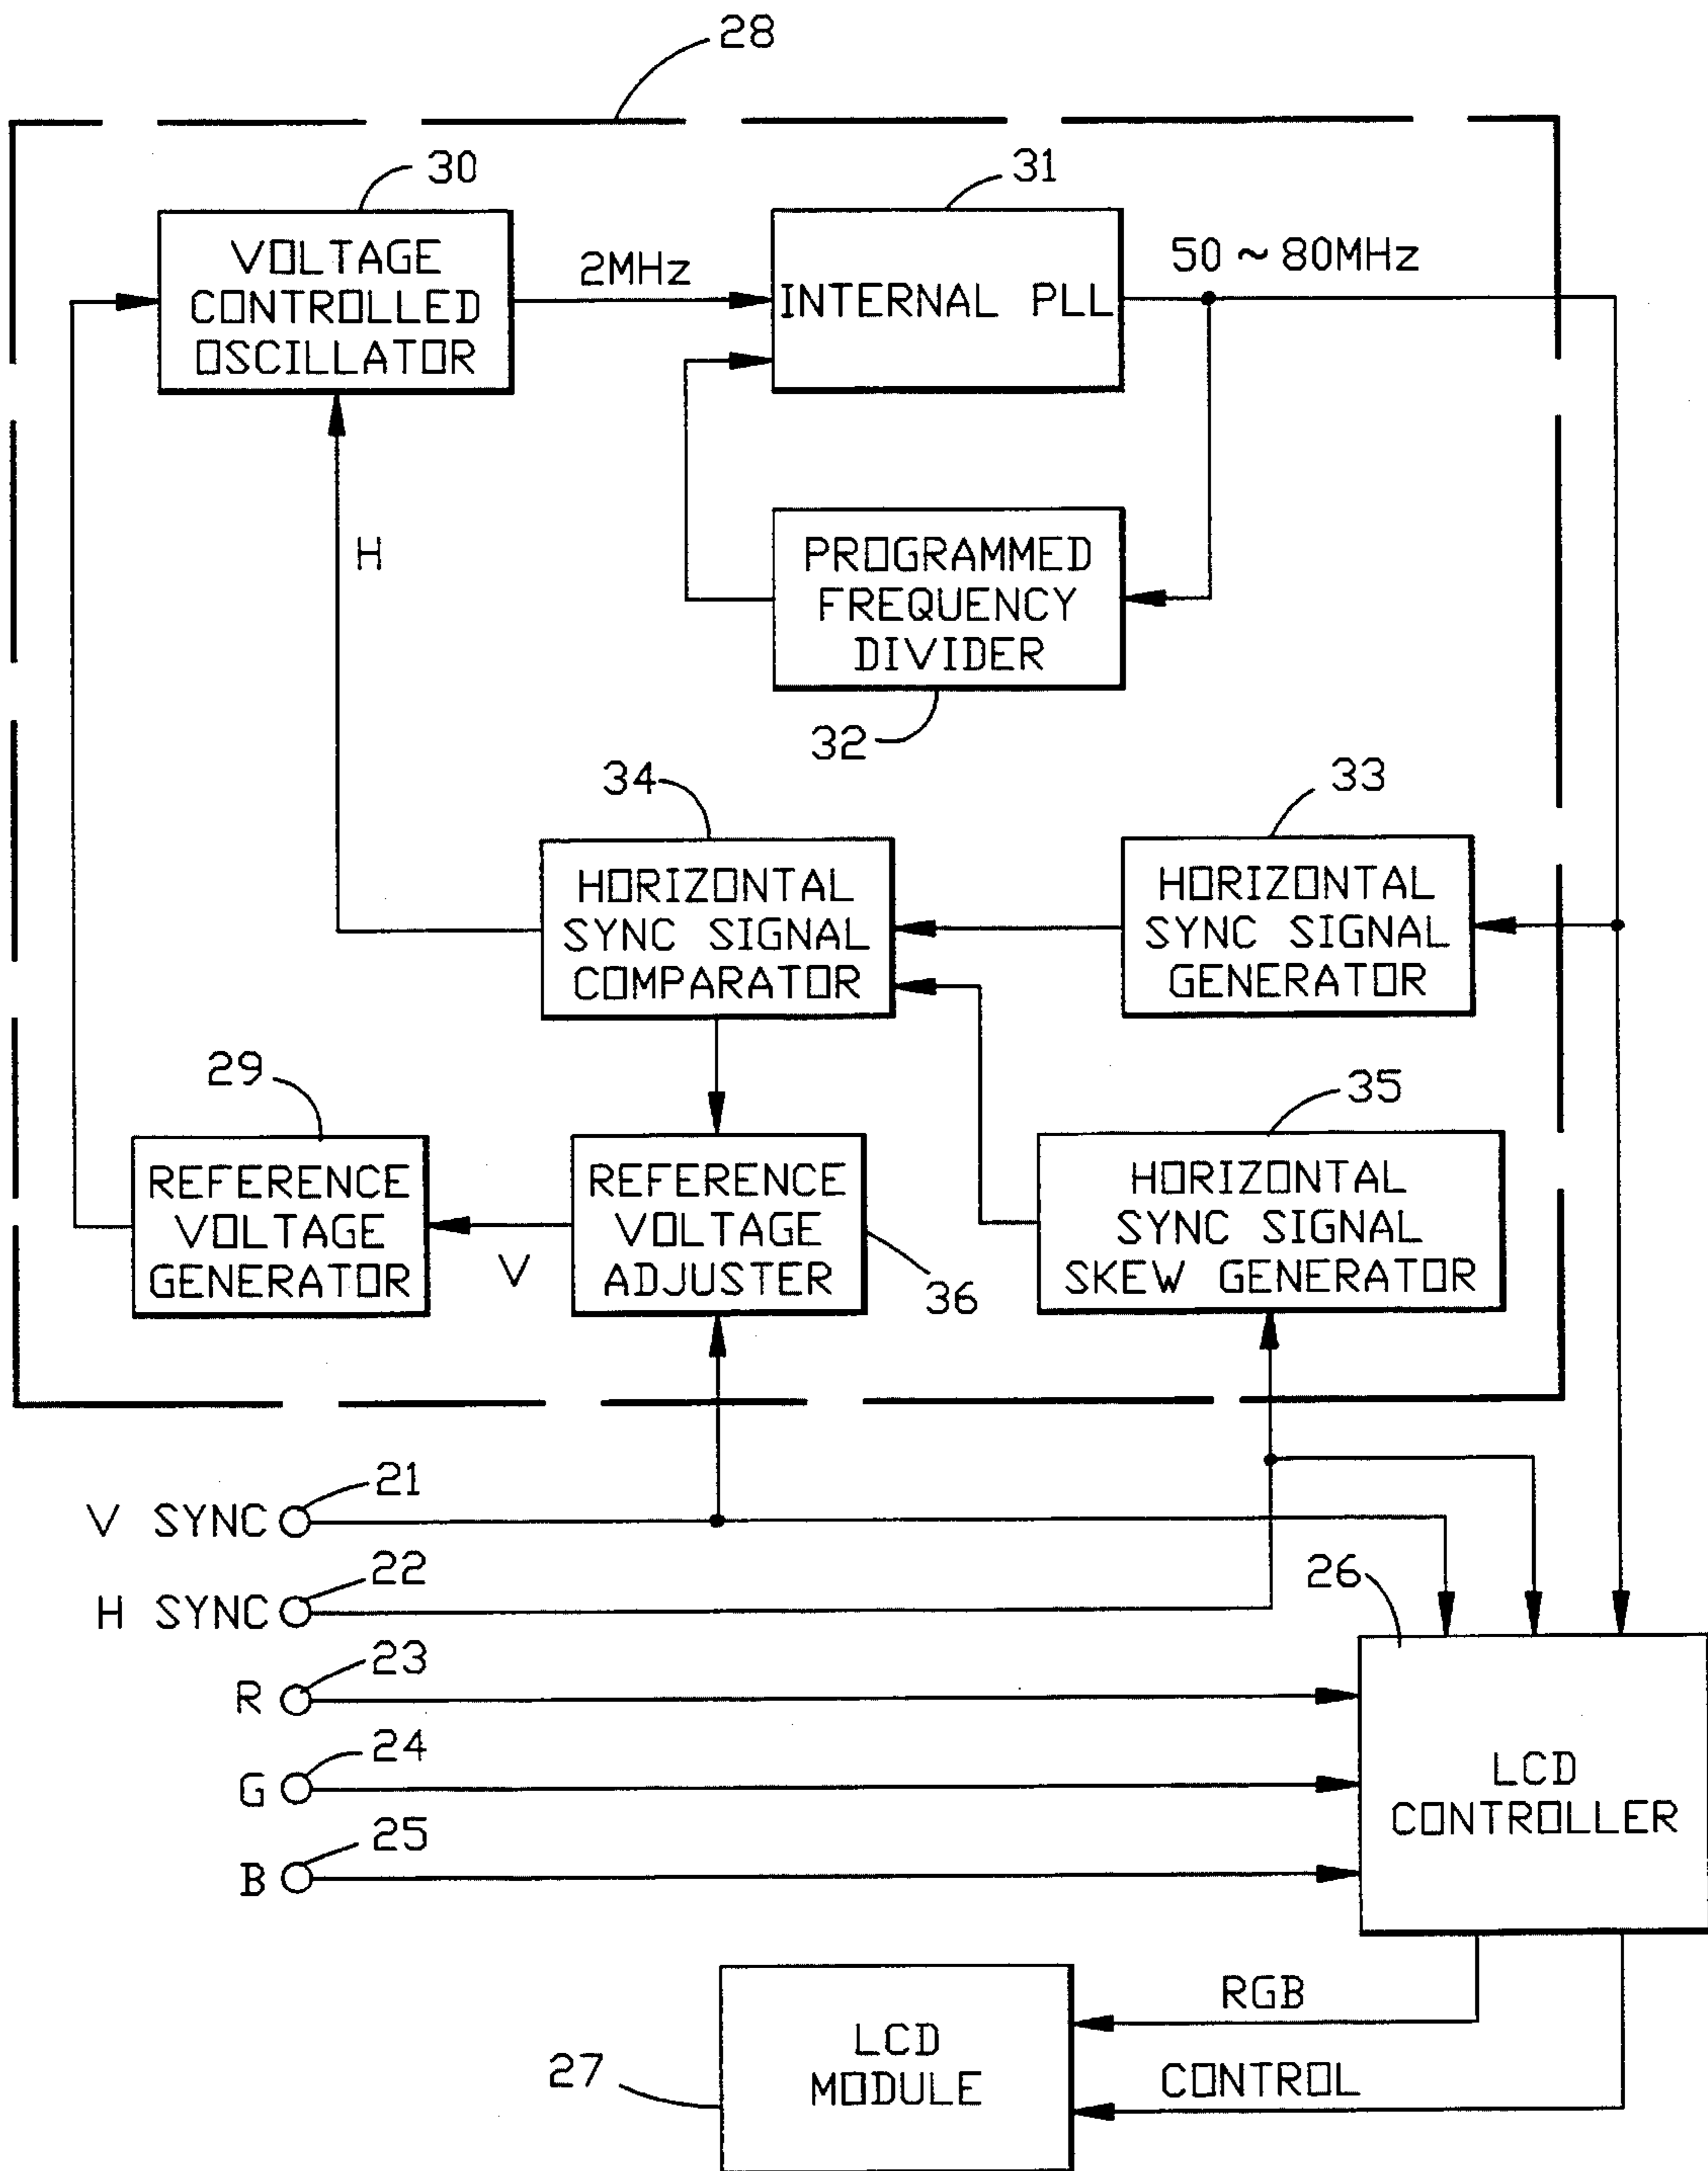 28
30
31
VOLTAGE
CONTROLLED
OSCILLATOR
2MHz
INTERNAL PLL
50 ~ 80MHz
H
PROGRAMMED
FREQUENCY
DIVIDER
32
34
33
HORIZONTAL
SYNC SIGNAL
COMPARATOR
HORIZONTAL
SYNC SIGNAL
GENERATOR
29
35
REFERENCE
VOLTAGE
GENERATOR
V
REFERENCE
VOLTAGE
ADJUSTER
36
HORIZONTAL
SYNC SIGNAL
SKEW GENERATOR
V SYNC
21
H SYNC
22
26
R
23
G
24
B
25
LCD
CONTROLLER
RGB
LCD
MODULE
27
CONTROL